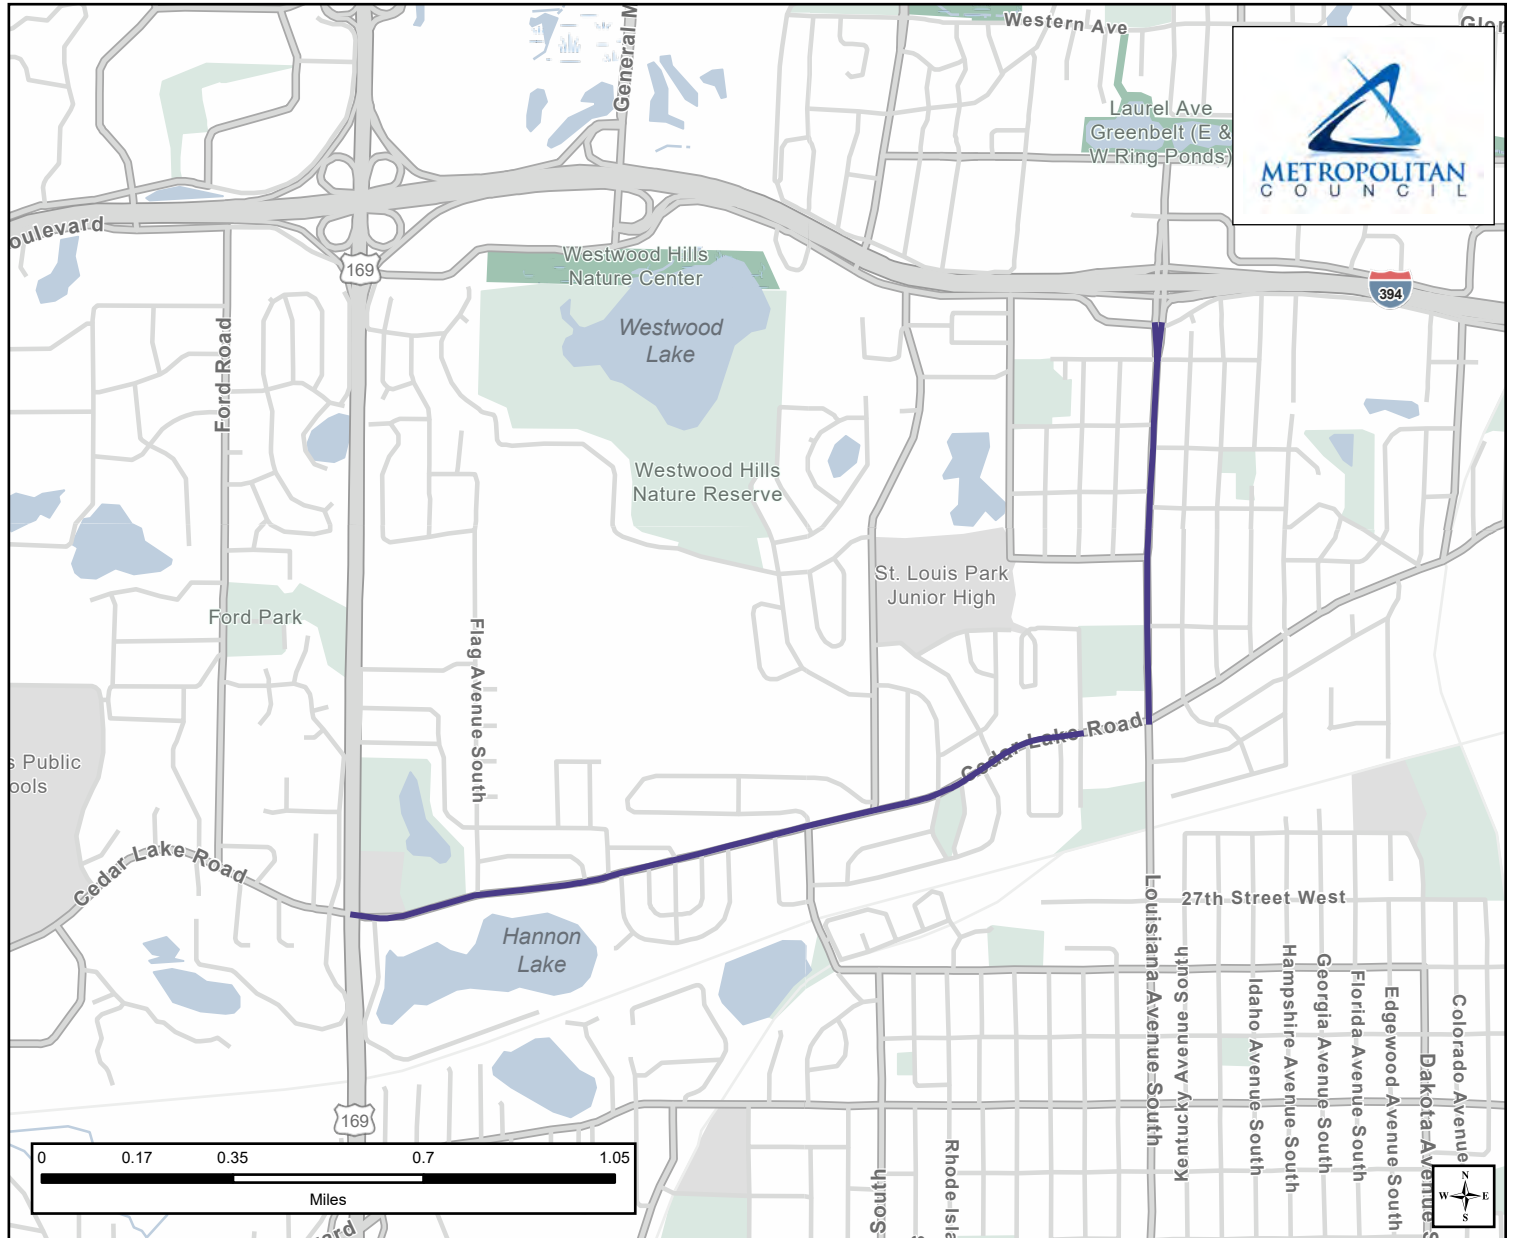 Western Ave
Laurel Ave
Greenbelt (E &
W Ring Ponds)
METROPOLITAN
COUNCIL
General M
oulevard
169
Westwood Hills
Nature Center
Westwood
Lake
394
Ford Road
Westwood Hills
Nature Reserve
St. Louis Park
Junior High
Ford Park
Flag Avenue South
s Public
ools
Cedar Lake Road
Cedar Lake Road
Hannon
Lake
27th Street West
Louisiana Avenue South
Kentucky Avenue South
Idaho Avenue South
Hampshire Avenue South
Georgia Avenue South
Florida Avenue South
Edgewood Avenue South
Dakota Avenue S
Colorado Avenue
169
Rhode Isla
South
ard
0 0.17 0.35 0.7 1.05
Miles
N
W E
S